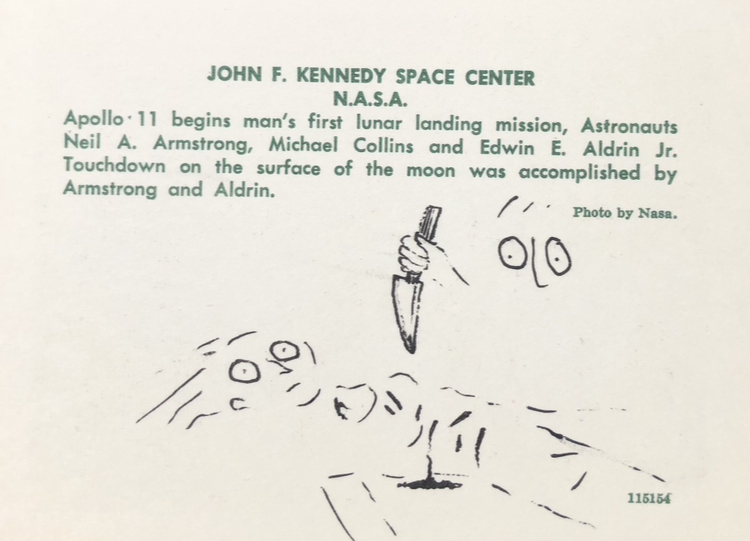 JOHN F. KENNEDY SPACE CENTER
N.A.S.A.
Apollo 11 begins man's first lunar landing mission, Astronauts
Neil A. Armstrong, Michael Collins and Edwin E. Aldrin Jr.
Touchdown on the surface of the moon was accomplished by
Armstrong and Aldrin.
Photo by Nasa.
115154